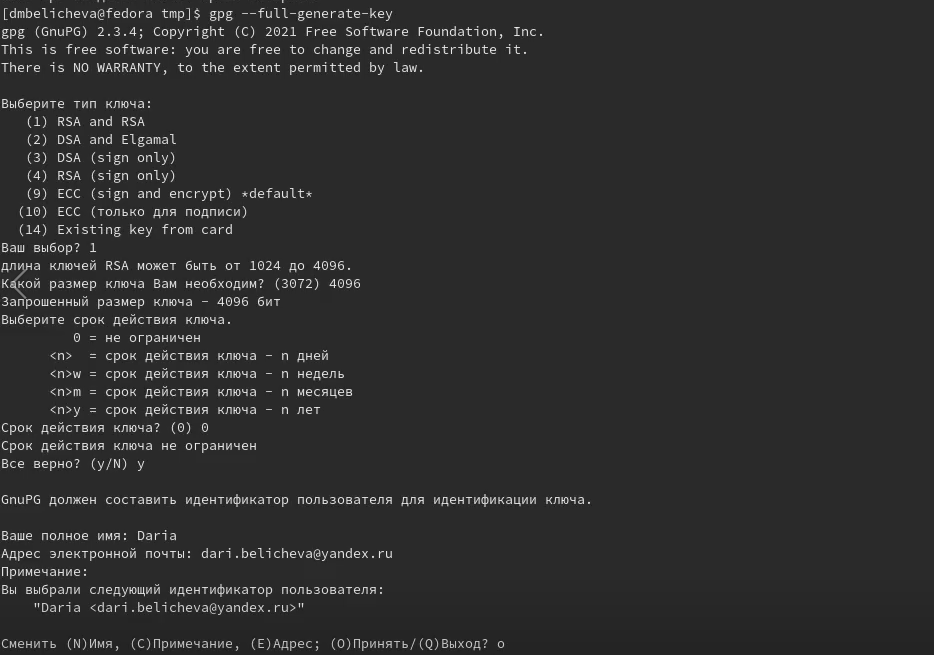 [dmbelicheva@fedora tmp]$ gpg --full-generate-key
gpg (GnuPG) 2.3.4; Copyright (C) 2021 Free Software Foundation, Inc.
This is free software: you are free to change and redistribute it.
There is NO WARRANTY, to the extent permitted by law.

Выберите тип ключа:
   (1) RSA and RSA
   (2) DSA and Elgamal
   (3) DSA (sign only)
   (4) RSA (sign only)
   (9) ECC (sign and encrypt) *default*
  (10) ECC (только для подписи)
  (14) Existing key from card
Ваш выбор? 1
длина ключей RSA может быть от 1024 до 4096.
Какой размер ключа Вам необходим? (3072) 4096
Запрошенный размер ключа - 4096 бит
Выберите срок действия ключа.
         0 = не ограничен
      <n>  = срок действия ключа - n дней
      <n>w = срок действия ключа - n недель
      <n>m = срок действия ключа - n месяцев
      <n>y = срок действия ключа - n лет
Срок действия ключа? (0) 0
Срок действия ключа не ограничен
Все верно? (y/N) y

GnuPG должен составить идентификатор пользователя для идентификации ключа.

Ваше полное имя: Daria
Адрес электронной почты: dari.belicheva@yandex.ru
Примечание:
Вы выбрали следующий идентификатор пользователя:
    "Daria <dari.belicheva@yandex.ru>"

Сменить (N)Имя, (C)Примечание, (E)Адрес; (O)Принять/(Q)Выход? o